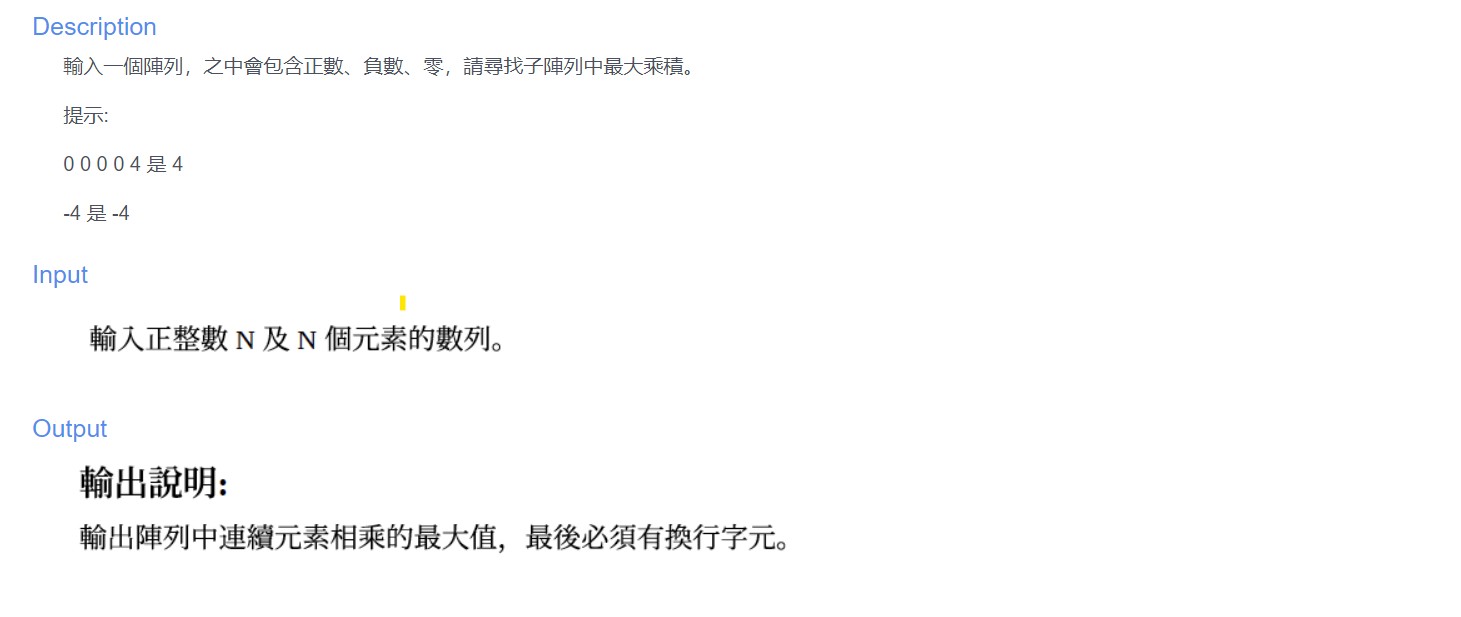 Description
輸入一個陣列，之中會包含正數、負數、零，請尋找子陣列中最大乘積。
提示:
0 0 0 0 4 是 4
-4 是 -4
Input
輸入正整數 N 及 N 個元素的數列。
Output
輸出說明:
輸出陣列中連續元素相乘的最大值，最後必須有換行字元。